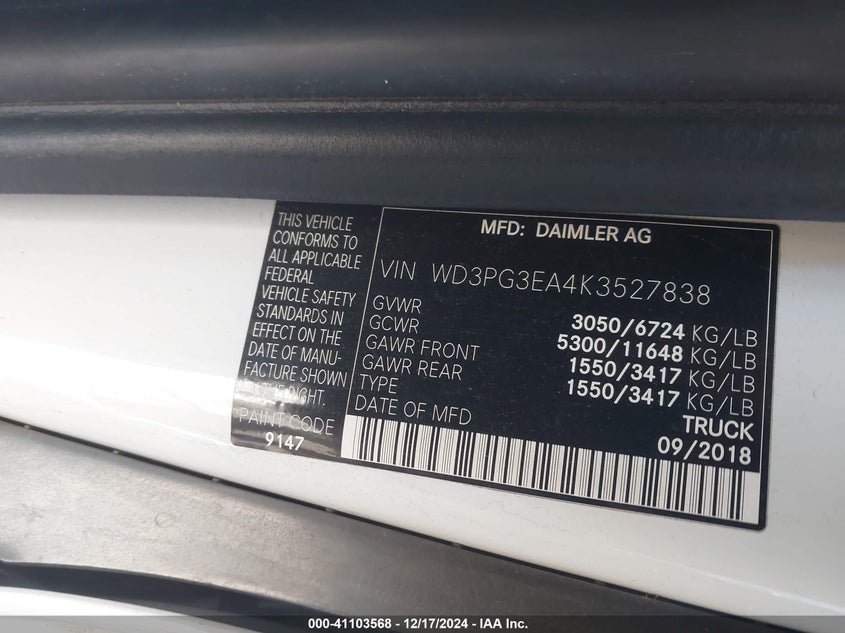 THIS VEHICLE
CONFORMS TO
ALL APPLICABLE
FEDERAL
VEHICLE SAFETY
STANDARDS IN
EFFECT ON THE
DATE OF MANU-
FACTURE SHOWN
ON THE RIGHT.
PAINT CODE
9147
MFD: DAIMLER AG
VIN WD3PG3EA4K3527838
GVWR 3050/6724 KG/LB
GCWR 5300/11648 KG/LB
GAWR FRONT 1550/3417 KG/LB
GAWR REAR 1550/3417 KG/LB
TYPE TRUCK
DATE OF MFD 09/2018
000-41103568 - 12/17/2024 - IAA Inc.